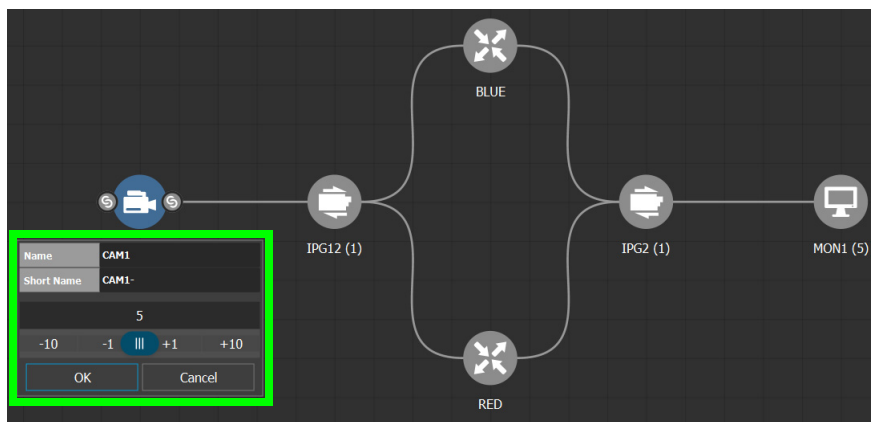 BLUE
IPG12 (1)
IPG2 (1)
MON1 (5)
Name CAM1
Short Name CAM1-
5
-10 -1 +1 +10
OK Cancel
RED